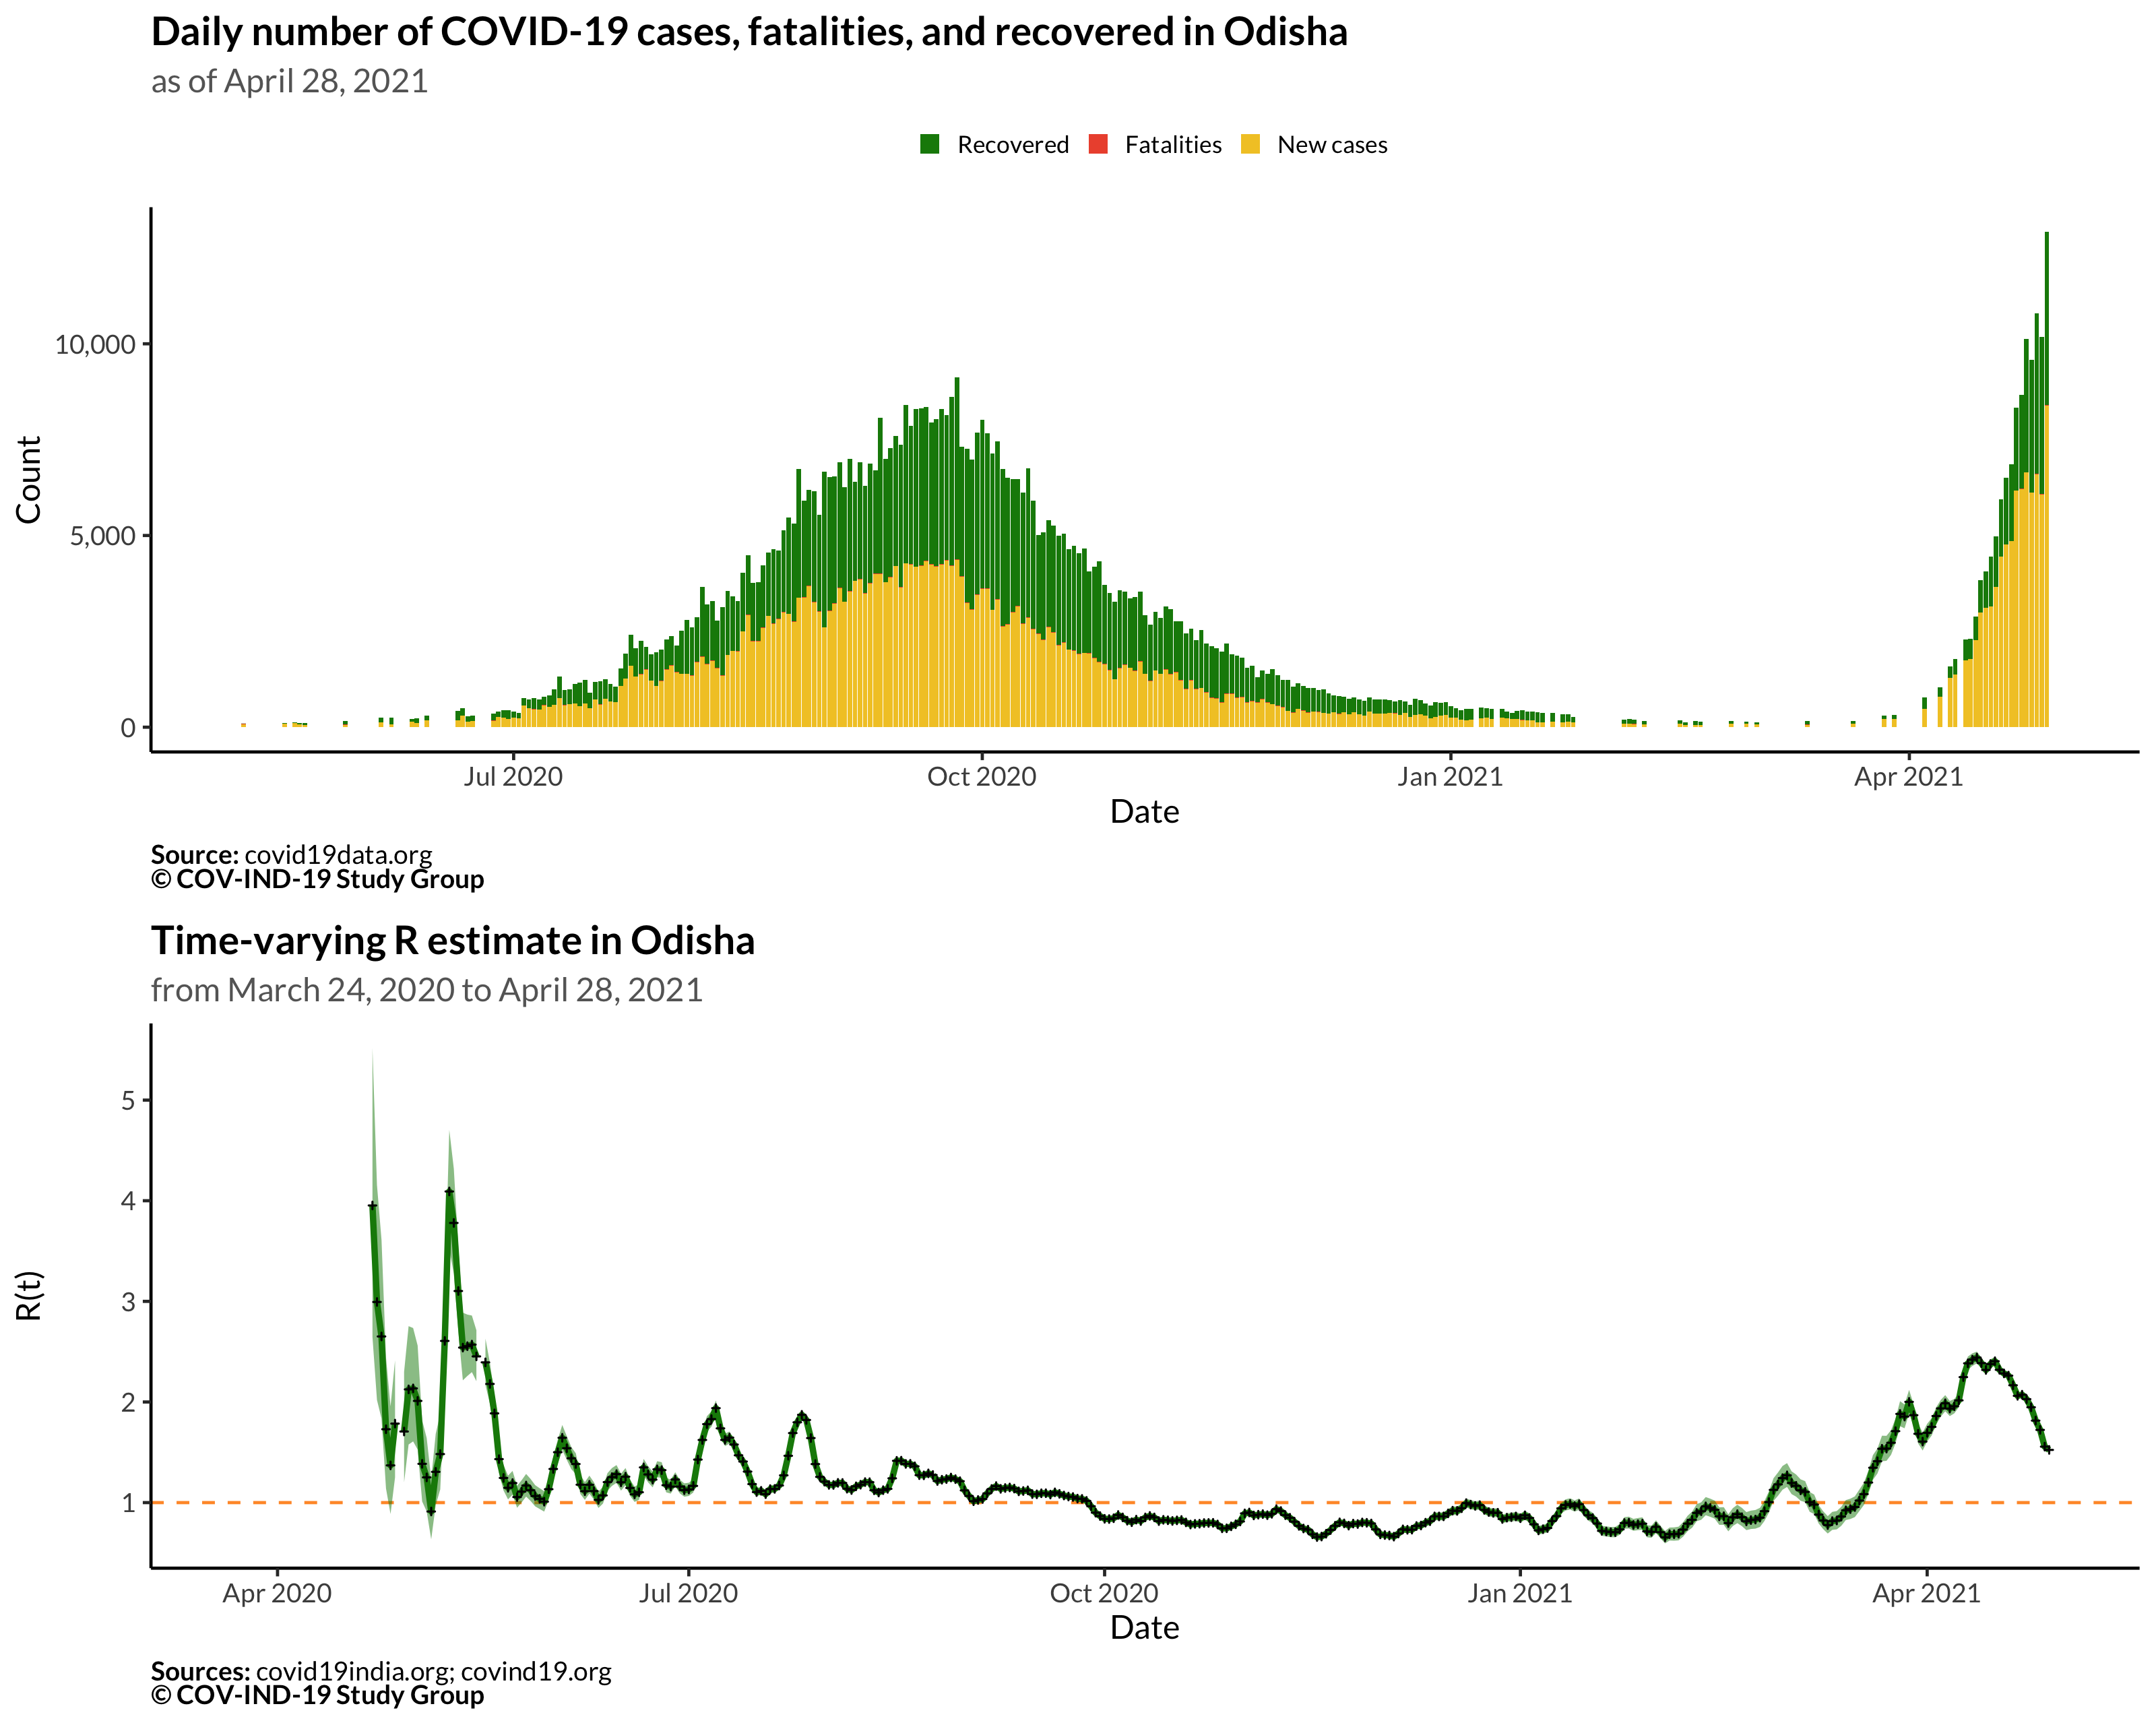 Daily number of COVID-19 cases, fatalities, and recovered in Odisha
as of April 28, 2021
Recovered Fatalities New cases
Count
10,000
5,000
0
Jul 2020 Oct 2020 Jan 2021 Apr 2021
Date
Source: covid19data.org
© COV-IND-19 Study Group
Time-varying R estimate in Odisha
from March 24, 2020 to April 28, 2021
R(t)
5
4
3
2
1
Apr 2020 Jul 2020 Oct 2020 Jan 2021 Apr 2021
Date
Sources: covid19india.org; covind19.org
© COV-IND-19 Study Group